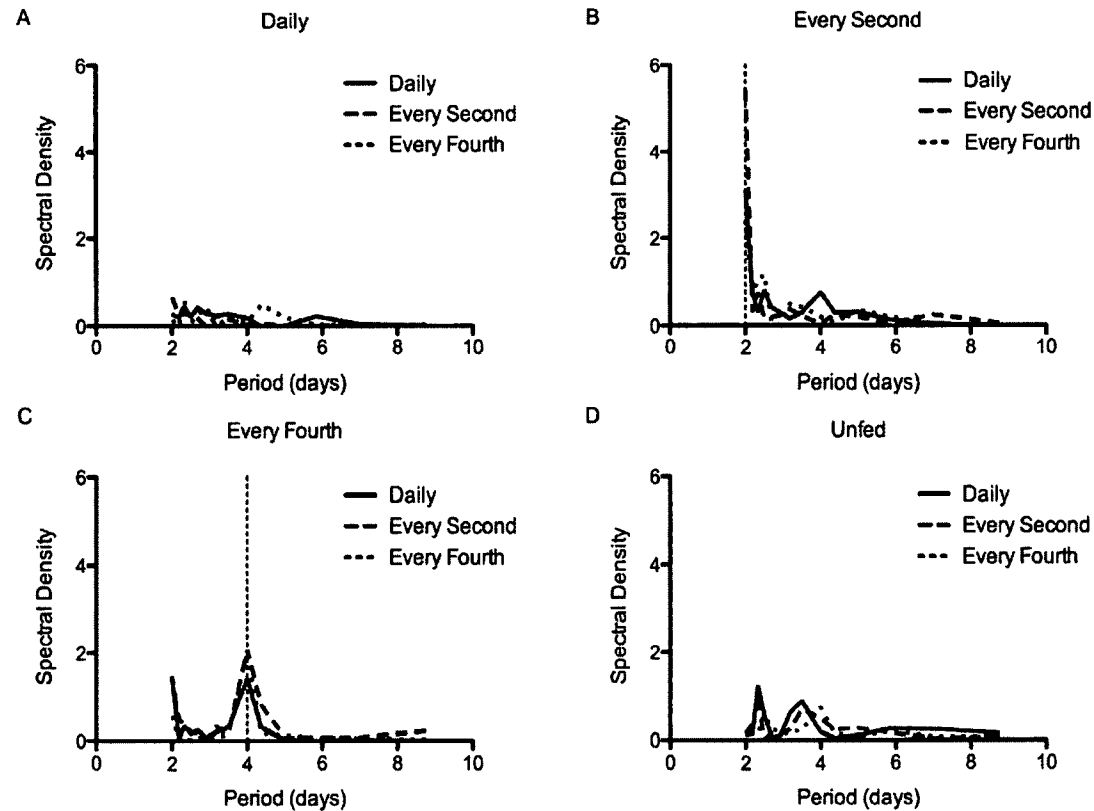 A
Daily
6
4
2
0
Spectral Density
Daily
Every Second
Every Fourth
0 2 4 6 8 10
Period (days)
B
Every Second
6
4
2
0
Spectral Density
Daily
Every Second
Every Fourth
0 2 4 6 8 10
Period (days)
C
Every Fourth
6
4
2
0
Spectral Density
Daily
Every Second
Every Fourth
0 2 4 6 8 10
Period (days)
D
Unfed
6
4
2
0
Spectral Density
Daily
Every Second
Every Fourth
0 2 4 6 8 10
Period (days)